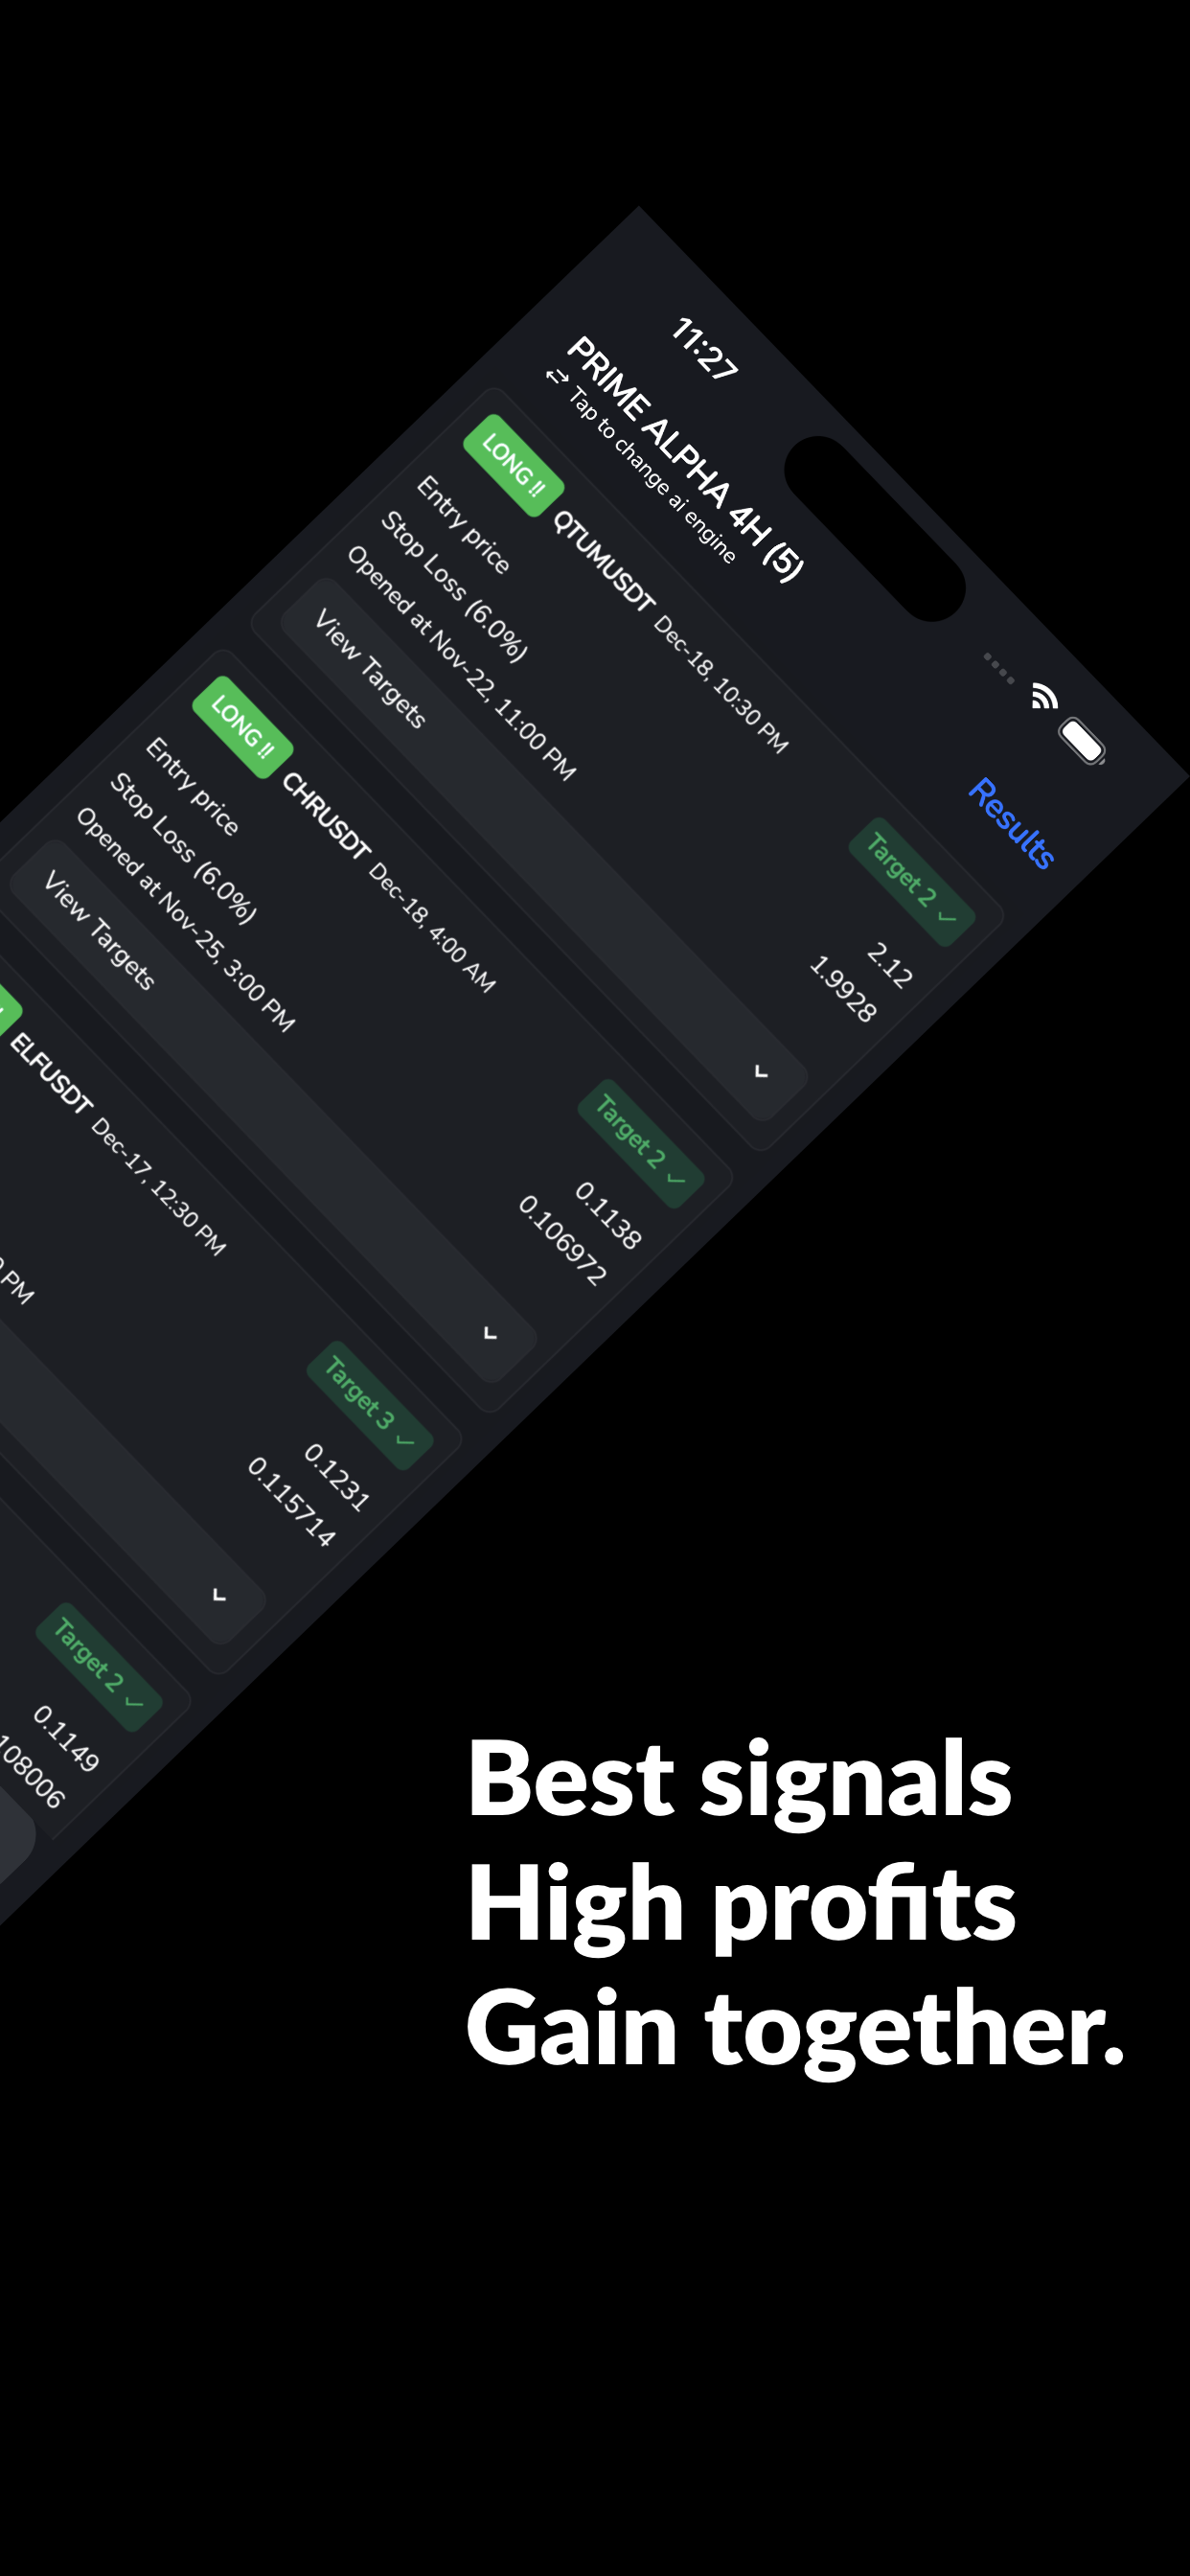 11:27
PRIME ALPHA 4H (5)
Tap to change ai engine
Results
LONG !! QTUMUSDT Dec-18, 10:30 PM Target 2
Entry price 2.12
Stop Loss (6.0%) 1.9928
Opened at Nov-22, 11:00 PM
View Targets
LONG !! CHRUSDT Dec-18, 4:00 AM Target 2
Entry price 0.1138
Stop Loss (6.0%) 0.106972
Opened at Nov-25, 3:00 PM
View Targets
ELFUSDT Dec-17, 12:30 PM Target 3
0.1231
0.115714
PM
Target 2
0.1149
108006
Best signals
High profits
Gain together.